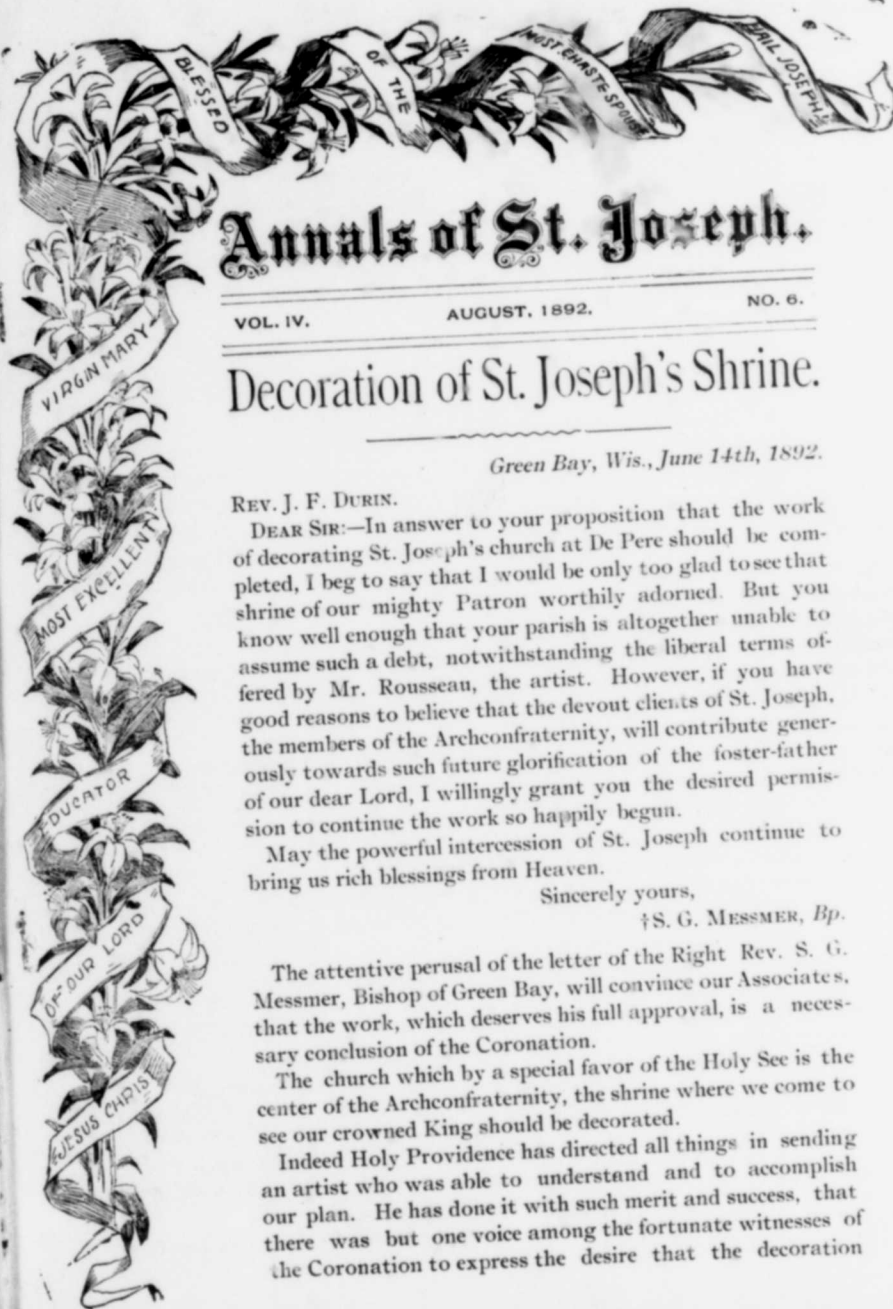 HAIL JOSEPH!
MOST CHASTE SPOUSE
OF THE
BLESSED
VIRGIN MARY
MOST EXCELLENT
EDUCATOR
OF OUR LORD
JESUS CHRIST
Annals of St. Joseph.
VOL. IV. AUGUST, 1892. NO. 6.
Decoration of St. Joseph's Shrine.
Green Bay, Wis., June 14th, 1892.
REV. J. F. DURIN.
DEAR SIR:—In answer to your proposition that the work
of decorating St. Joseph's church at De Pere should be com-
pleted, I beg to say that I would be only too glad to see that
shrine of our mighty Patron worthily adorned. But you
know well enough that your parish is altogether unable to
assume such a debt, notwithstanding the liberal terms of-
fered by Mr. Rousseau, the artist. However, if you have
good reasons to believe that the devout clients of St. Joseph,
the members of the Archconfraternity, will contribute gener-
ously towards such future glorification of the foster-father
of our dear Lord, I willingly grant you the desired permis-
sion to continue the work so happily begun.
May the powerful intercession of St. Joseph continue to
bring us rich blessings from Heaven.
Sincerely yours,
†S. G. MESSMER, Bp.
The attentive perusal of the letter of the Right Rev. S. G.
Messmer, Bishop of Green Bay, will convince our Associates,
that the work, which deserves his full approval, is a neces-
sary conclusion of the Coronation.
The church which by a special favor of the Holy See is the
center of the Archconfraternity, the shrine where we come to
see our crowned King should be decorated.
Indeed Holy Providence has directed all things in sending
an artist who was able to understand and to accomplish
our plan. He has done it with such merit and success, that
there was but one voice among the fortunate witnesses of
the Coronation to express the desire that the decoration